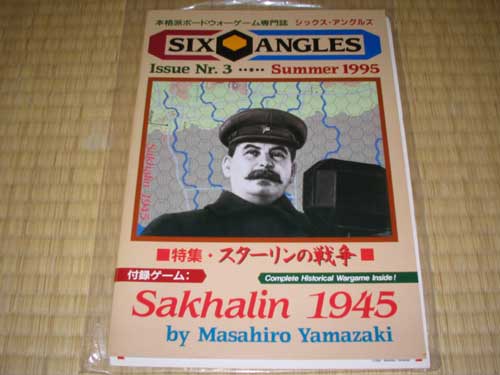 本格派ボードウォーゲーム専門誌 シックス・アングルズ
SIX ANGLES
Issue Nr. 3 ••●•• Summer 1995
Sakhalin 1945
■特集・スターリンの戦争■
付録ゲーム:
Complete Historical Wargame Inside!
Sakhalin 1945
by Masahiro Yamazaki